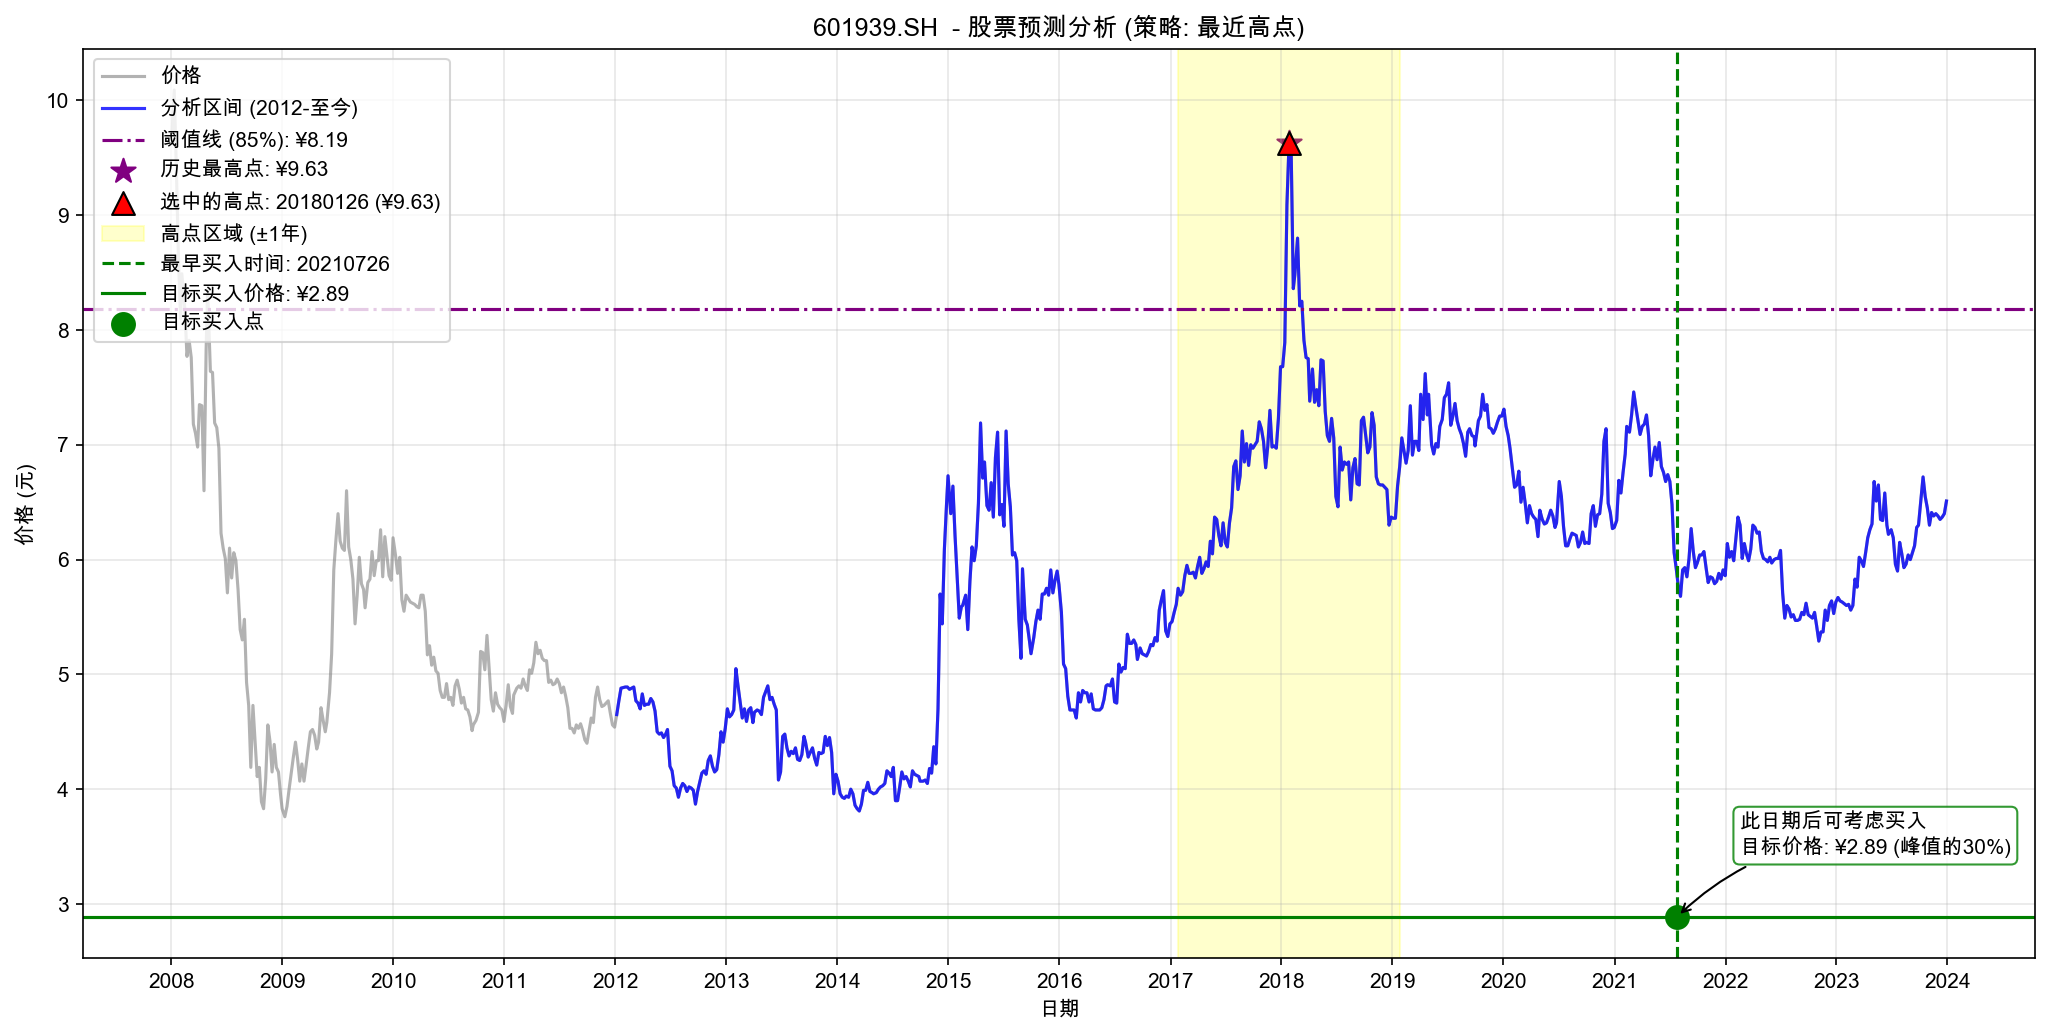 601939.SH - 股票预测分析 (策略: 最近高点)
价格
分析区间 (2012-至今)
阈值线 (85%): ¥8.19
历史最高点: ¥9.63
选中的高点: 20180126 (¥9.63)
高点区域 (±1年)
最早买入时间: 20210726
目标买入价格: ¥2.89
目标买入点
价格 (元)
10
9
8
7
6
5
4
3
此日期后可考虑买入
目标价格: ¥2.89 (峰值的30%)
2008 2009 2010 2011 2012 2013 2014 2015 2016 2017 2018 2019 2020 2021 2022 2023 2024
日期